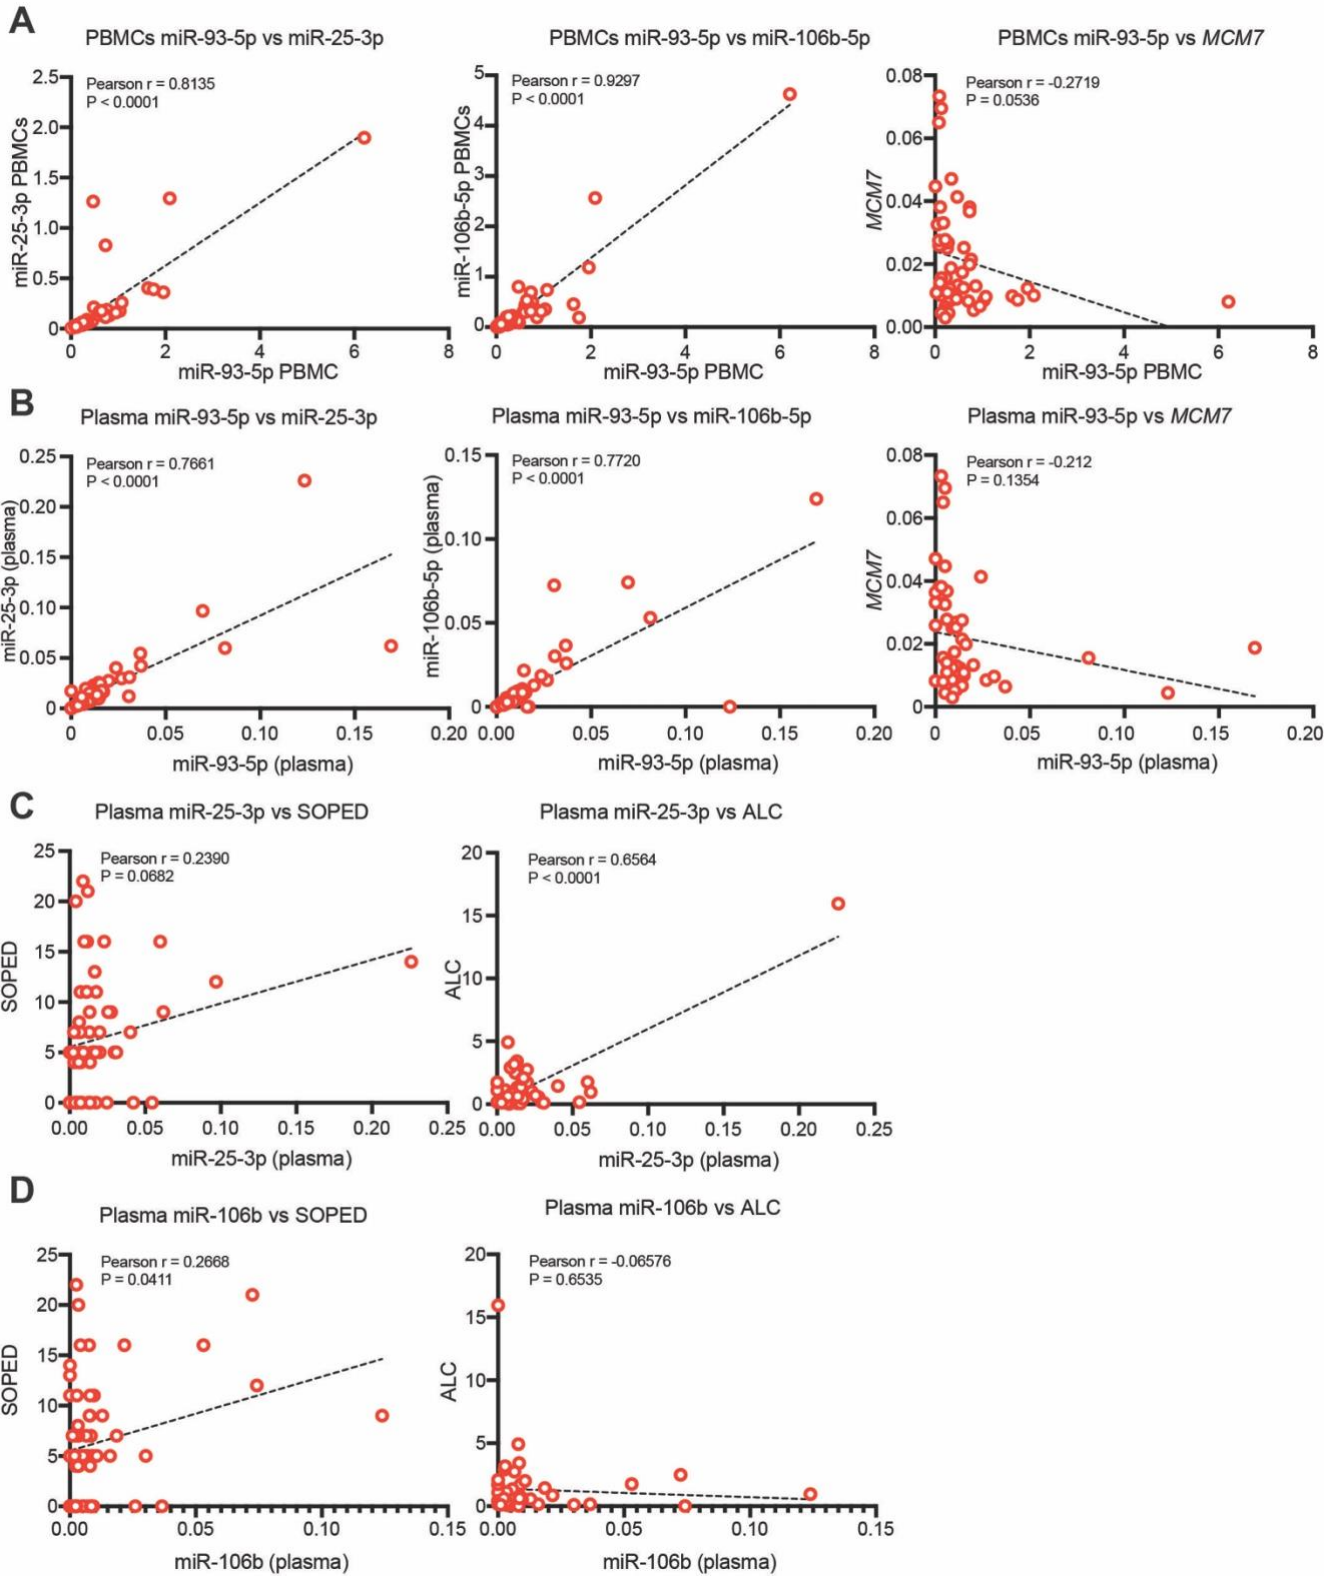 A
PBMCs miR-93-5p vs miR-25-3p
Pearson r = 0.8135
P < 0.0001
miR-25-3p PBMCs
2.5
2.0
1.5
1.0
0.5
0
0 2 4 6 8
miR-93-5p PBMC
PBMCs miR-93-5p vs miR-106b-5p
Pearson r = 0.9297
P < 0.0001
miR-106b-5p PBMCs
5
4
3
2
1
0
0 2 4 6 8
miR-93-5p PBMC
PBMCs miR-93-5p vs MCM7
Pearson r = -0.2719
P = 0.0536
MCM7
0.08
0.06
0.04
0.02
0.00
0 2 4 6 8
miR-93-5p PBMC
B
Plasma miR-93-5p vs miR-25-3p
Pearson r = 0.7661
P < 0.0001
miR-25-3p (plasma)
0.25
0.20
0.15
0.10
0.05
0
0 0.05 0.10 0.15 0.20
miR-93-5p (plasma)
Plasma miR-93-5p vs miR-106b-5p
Pearson r = 0.7720
P < 0.0001
miR-106b-5p (plasma)
0.15
0.10
0.05
0
0 0.05 0.10 0.15 0.20
miR-93-5p (plasma)
Plasma miR-93-5p vs MCM7
Pearson r = -0.212
P = 0.1354
MCM7
0.08
0.06
0.04
0.02
0
0 0.05 0.10 0.15 0.20
miR-93-5p (plasma)
C
Plasma miR-25-3p vs SOPED
Pearson r = 0.2390
P = 0.0682
SOPED
25
20
15
10
5
0
0.00 0.05 0.10 0.15 0.20 0.25
miR-25-3p (plasma)
Plasma miR-25-3p vs ALC
Pearson r = 0.6564
P < 0.0001
ALC
20
15
10
5
0
0.00 0.05 0.10 0.15 0.20 0.25
miR-25-3p (plasma)
D
Plasma miR-106b vs SOPED
Pearson r = 0.2668
P = 0.0411
SOPED
25
20
15
10
5
0
0.00 0.05 0.10 0.15
miR-106b (plasma)
Plasma miR-106b vs ALC
Pearson r = -0.06576
P = 0.6535
ALC
20
15
10
5
0
0.00 0.05 0.10 0.15
miR-106b (plasma)